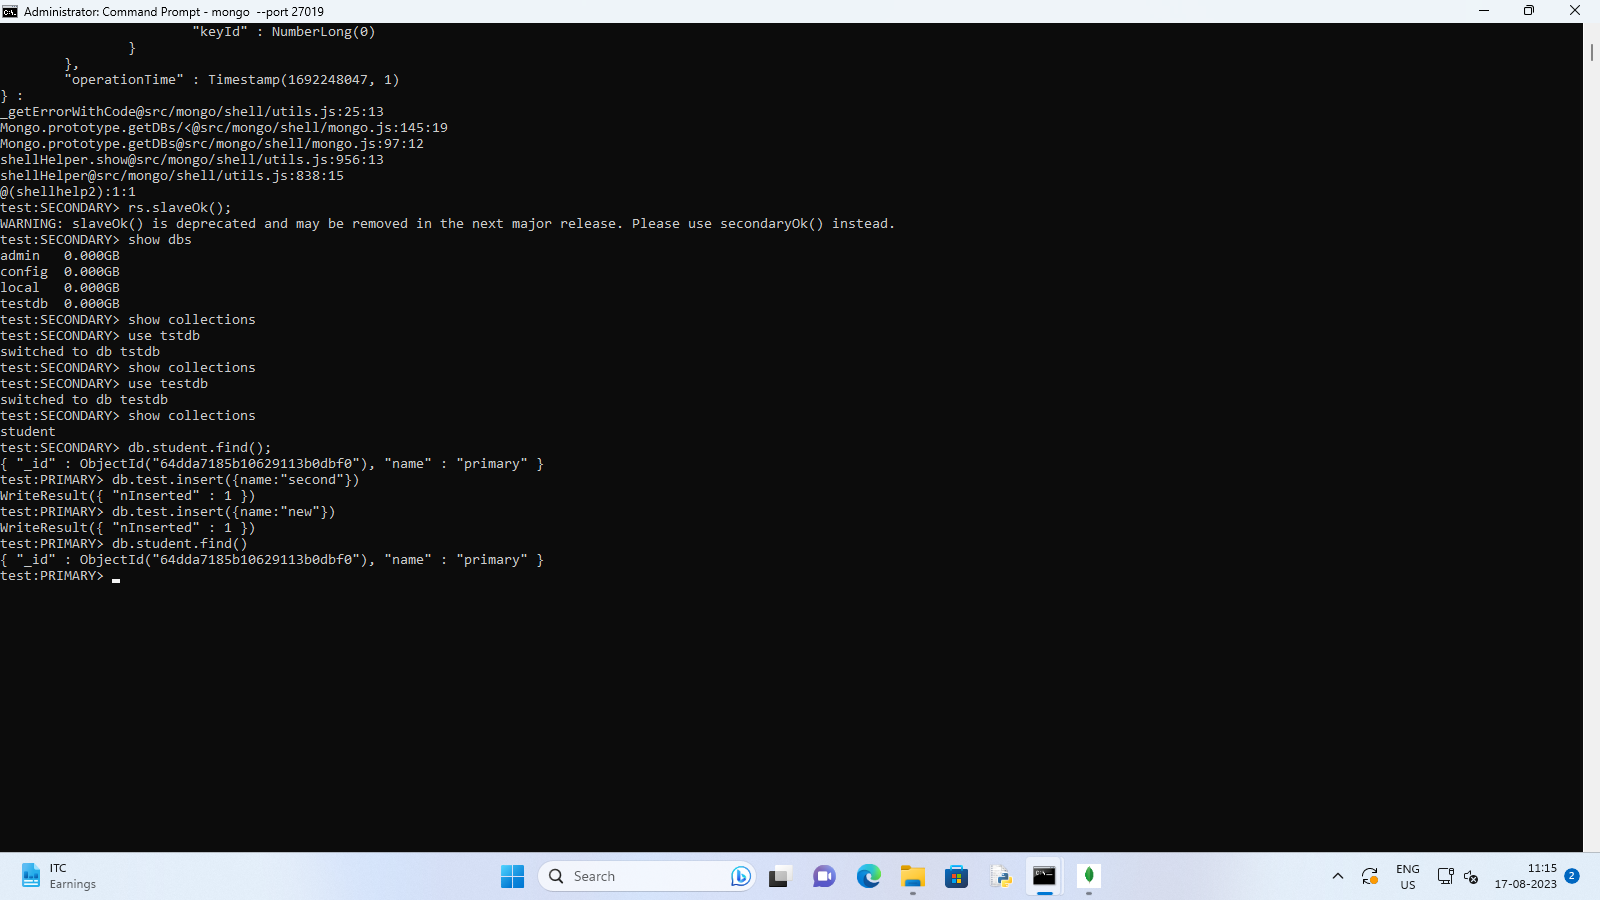 Administrator: Command Prompt - mongo  --port 27019
                        "keyId" : NumberLong(0)
                }
        },
        "operationTime" : Timestamp(1692248047, 1)
} :
_getErrorWithCode@src/mongo/shell/utils.js:25:13
Mongo.prototype.getDBs/<@src/mongo/shell/mongo.js:145:19
Mongo.prototype.getDBs@src/mongo/shell/mongo.js:97:12
shellHelper.show@src/mongo/shell/utils.js:956:13
shellHelper@src/mongo/shell/utils.js:838:15
@(shellhelp2):1:1
test:SECONDARY> rs.slaveOk();
WARNING: slaveOk() is deprecated and may be removed in the next major release. Please use secondaryOk() instead.
test:SECONDARY> show dbs
admin   0.000GB
config  0.000GB
local   0.000GB
testdb  0.000GB
test:SECONDARY> show collections
test:SECONDARY> use tstdb
switched to db tstdb
test:SECONDARY> show collections
test:SECONDARY> use testdb
switched to db testdb
test:SECONDARY> show collections
student
test:SECONDARY> db.student.find();
{ "_id" : ObjectId("64dda7185b10629113b0dbf0"), "name" : "primary" }
test:PRIMARY> db.test.insert({name:"second"})
WriteResult({ "nInserted" : 1 })
test:PRIMARY> db.test.insert({name:"new"})
WriteResult({ "nInserted" : 1 })
test:PRIMARY> db.student.find()
{ "_id" : ObjectId("64dda7185b10629113b0dbf0"), "name" : "primary" }
test:PRIMARY>
ITC
Earnings
Search
ENG
US
11:15
17-08-2023
2